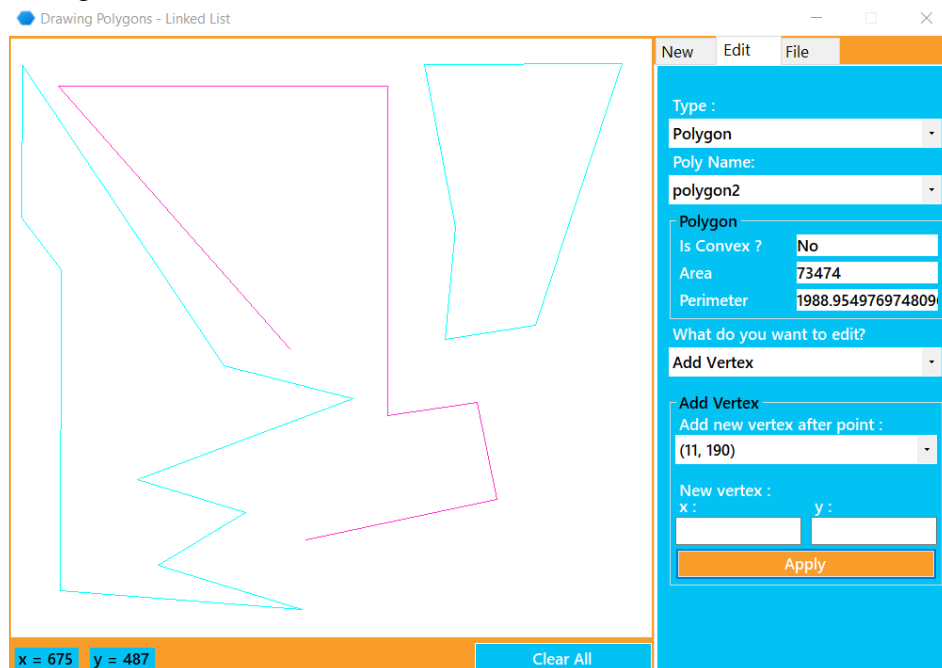 Drawing Polygons - Linked List
New Edit File
Type :
Polygon
Poly Name:
polygon2
Polygon
Is Convex ? No
Area 73474
Perimeter 1988.954976974809
What do you want to edit?
Add Vertex
Add Vertex
Add new vertex after point :
(11, 190)
New vertex :
x : y :
Apply
x = 675 y = 487 Clear All